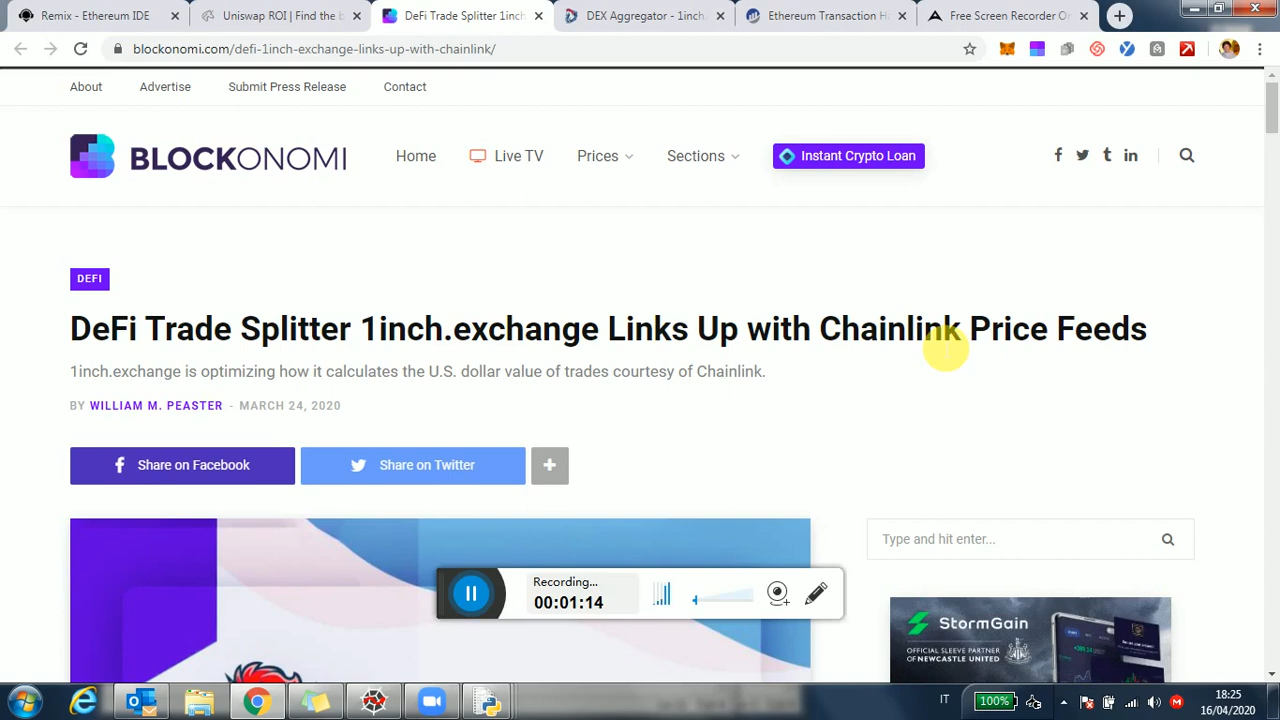 Remix - Ethereum IDE
Uniswap ROI | Find the b
DeFi Trade Splitter 1inch
DEX Aggregator - 1inch.
Ethereum Transaction Ha
Free Screen Recorder On
blockonomi.com/defi-1inch-exchange-links-up-with-chainlink/
About Advertise Submit Press Release Contact
BLOCKONOMI Home Live TV Prices Sections Instant Crypto Loan
DEFI
DeFi Trade Splitter 1inch.exchange Links Up with Chainlink Price Feeds
1inch.exchange is optimizing how it calculates the U.S. dollar value of trades courtesy of Chainlink.
BY WILLIAM M. PEASTER - MARCH 24, 2020
Share on Facebook Share on Twitter
Type and hit enter...
Recording...
00:01:14
StormGain
OFFICIAL SLEEVE PARTNER
OF NEWCASTLE UNITED
IT
100%
18:25
16/04/2020